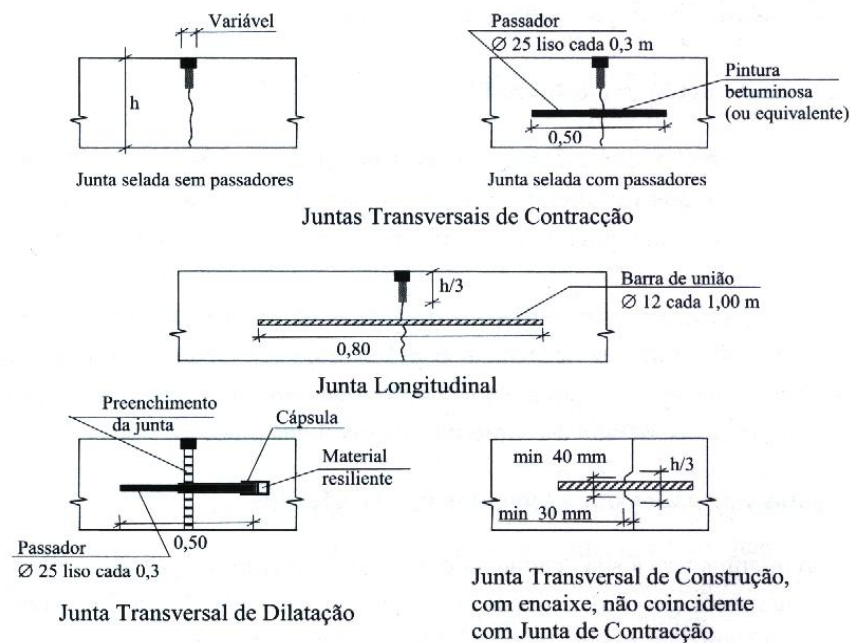 Variável
h
Junta selada sem passadores
Passador
Ø 25 liso cada 0,3 m
Pintura
betuminosa
(ou equivalente)
0,50
Junta selada com passadores
Juntas Transversais de Contracção
h/3
Barra de união
Ø 12 cada 1,00 m
0,80
Junta Longitudinal
Preenchimento
da junta
Cápsula
Material
resiliente
0,50
Passador
Ø 25 liso cada 0,3
Junta Transversal de Dilatação
min 40 mm
h/3
min 30 mm
Junta Transversal de Construção,
com encaixe, não coincidente
com Junta de Contracção